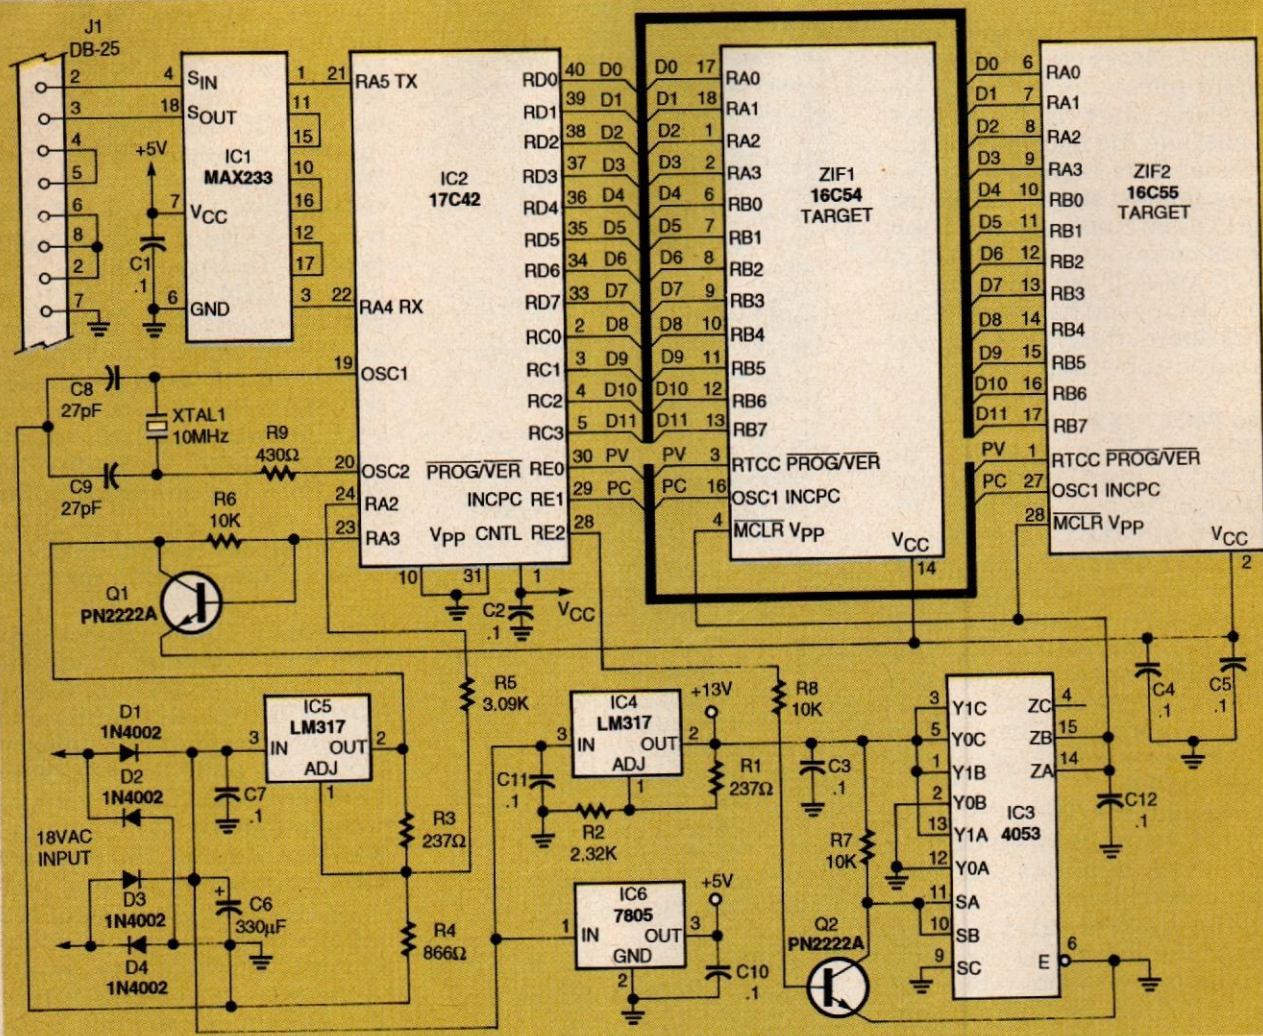 J1
DB-25
2
3
4
5
6
8
2
7
4 S_IN
18 S_OUT
IC1
MAX233
+5V
7 V_CC
C1
.1
6 GND
1
11
15
10
16
12
17
3
21 RA5 TX
22 RA4 RX
19 OSC1
20 OSC2
24 RA2
23 RA3
IC2
17C42
RD0 40 D0
RD1 39 D1
RD2 38 D2
RD3 37 D3
RD4 36 D4
RD5 35 D5
RD6 34 D6
RD7 33 D7
RC0 2 D8
RC1 3 D9
RC2 4 D10
RC3 5 D11
PROG/VER RE0 30 PV
INCPC RE1 29 PC
VPP CNTL RE2 28
10
31
1
C2
.1
V_CC
D0 17 RA0
D1 18 RA1
D2 1 RA2
D3 2 RA3
D4 6 RB0
D5 7 RB1
D6 8 RB2
D7 9 RB3
D8 10 RB4
D9 11 RB5
D10 12 RB6
D11 13 RB7
PV 3 RTCC PROG/VER
PC 16 OSC1 INCPC
4 MCLR VPP
ZIF1
16C54
TARGET
V_CC
14
D0 6 RA0
D1 7 RA1
D2 8 RA2
D3 9 RA3
D4 10 RB0
D5 11 RB1
D6 12 RB2
D7 13 RB3
D8 14 RB4
D9 15 RB5
D10 16 RB6
D11 17 RB7
PV 1 RTCC PROG/VER
PC 27 OSC1 INCPC
28 MCLR VPP
ZIF2
16C55
TARGET
V_CC
2
C8
27pF
XTAL1
10MHz
R9
430Ω
C9
27pF
R6
10K
Q1
PN2222A
R5
3.09K
D1
1N4002
D2
1N4002
18VAC
INPUT
D3
1N4002
D4
1N4002
C7
.1
+
C6
330µF
IC5
LM317
3 IN
OUT 2
ADJ
1
R3
237Ω
R4
866Ω
IC4
LM317
3 IN
OUT 2
ADJ
1
C11
.1
R2
2.32K
+13V
R1
237Ω
IC6
7805
1 IN
OUT 3
GND
2
+5V
C10
.1
R8
10K
C3
.1
R7
10K
Q2
PN2222A
3 Y1C
5 Y0C
1 Y1B
2 Y0B
13 Y1A
12 Y0A
11 SA
10 SB
9 SC
IC3
4053
ZC 4
ZB 15
ZA 14
E 6
C12
.1
C4
.1
C5
.1